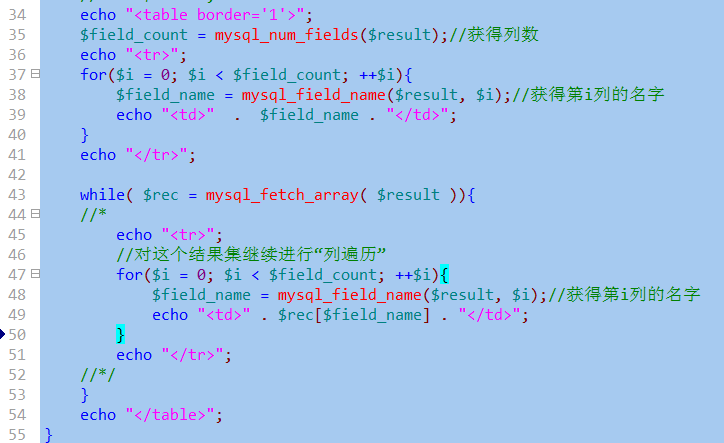 34 echo "<table border='1'>";
35 $field_count = mysql_num_fields($result);//获得列数
36 echo "<tr>";
37 for($i = 0; $i < $field_count; ++$i){
38 $field_name = mysql_field_name($result, $i);//获得第i列的名字
39 echo "<td>" . $field_name . "</td>";
40 }
41 echo "</tr>";
42
43 while( $rec = mysql_fetch_array( $result )){
44 //*
45 echo "<tr>";
46 //对这个结果集继续进行“列遍历”
47 for($i = 0; $i < $field_count; ++$i){
48 $field_name = mysql_field_name($result, $i);//获得第i列的名字
49 echo "<td>" . $rec[$field_name] . "</td>";
50 }
51 echo "</tr>";
52 //*/
53 }
54 echo "</table>";
55 }